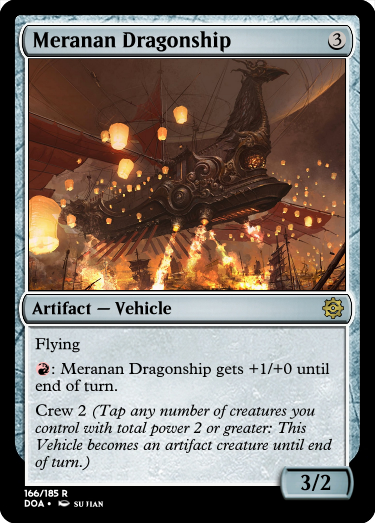 Meranan Dragonship 3
Artifact — Vehicle
Flying
: Meranan Dragonship gets +1/+0 until
end of turn.
Crew 2 (Tap any number of creatures you
control with total power 2 or greater: This
Vehicle becomes an artifact creature until end
of turn.)
3/2
166/185 R
DOA • SU JIAN